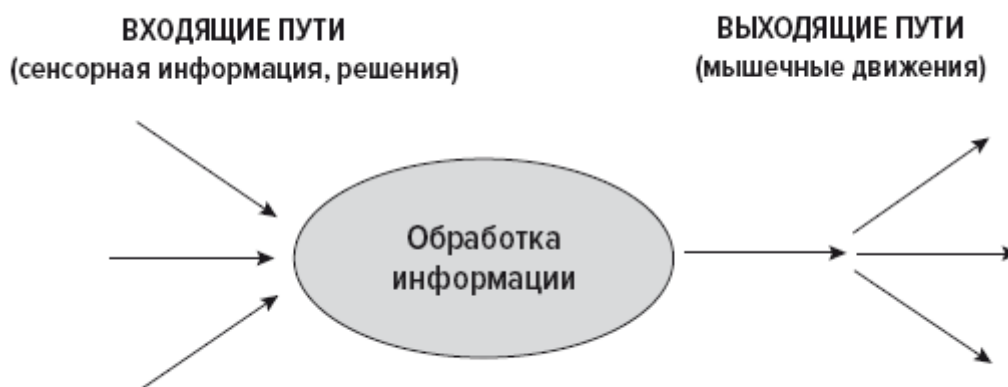 ВХОДЯЩИЕ ПУТИ
(сенсорная информация, решения)
ВЫХОДЯЩИЕ ПУТИ
(мышечные движения)
Обработка
информации